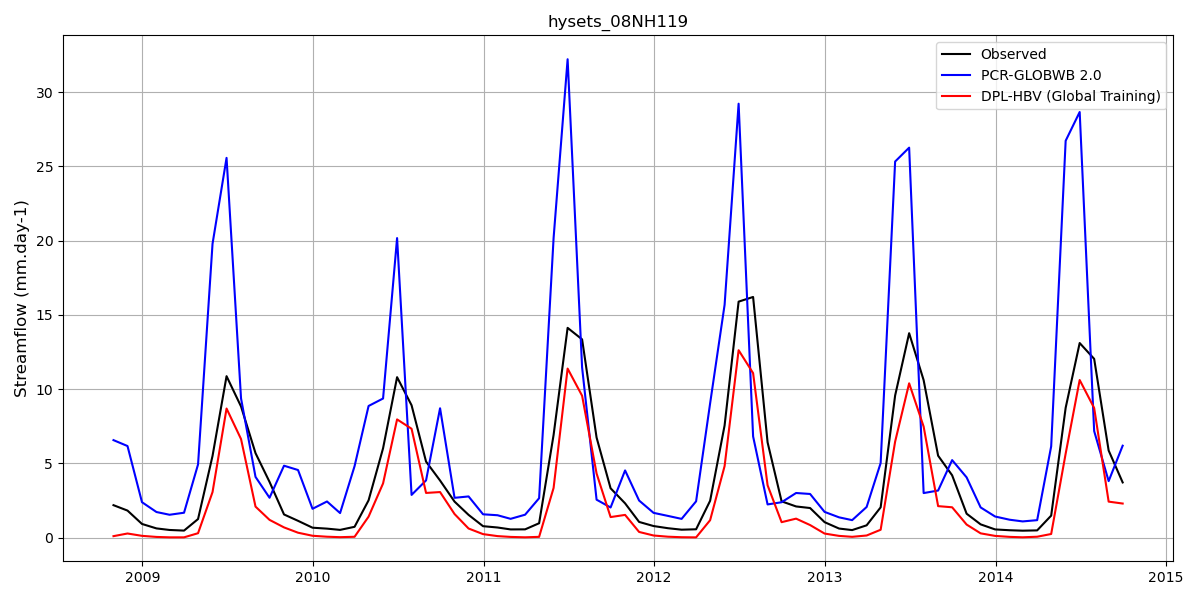 hysets_08NH119
Observed
PCR-GLOBWB 2.0
DPL-HBV (Global Training)
Streamflow (mm.day-1)
30
25
20
15
10
5
0
2009 2010 2011 2012 2013 2014 2015